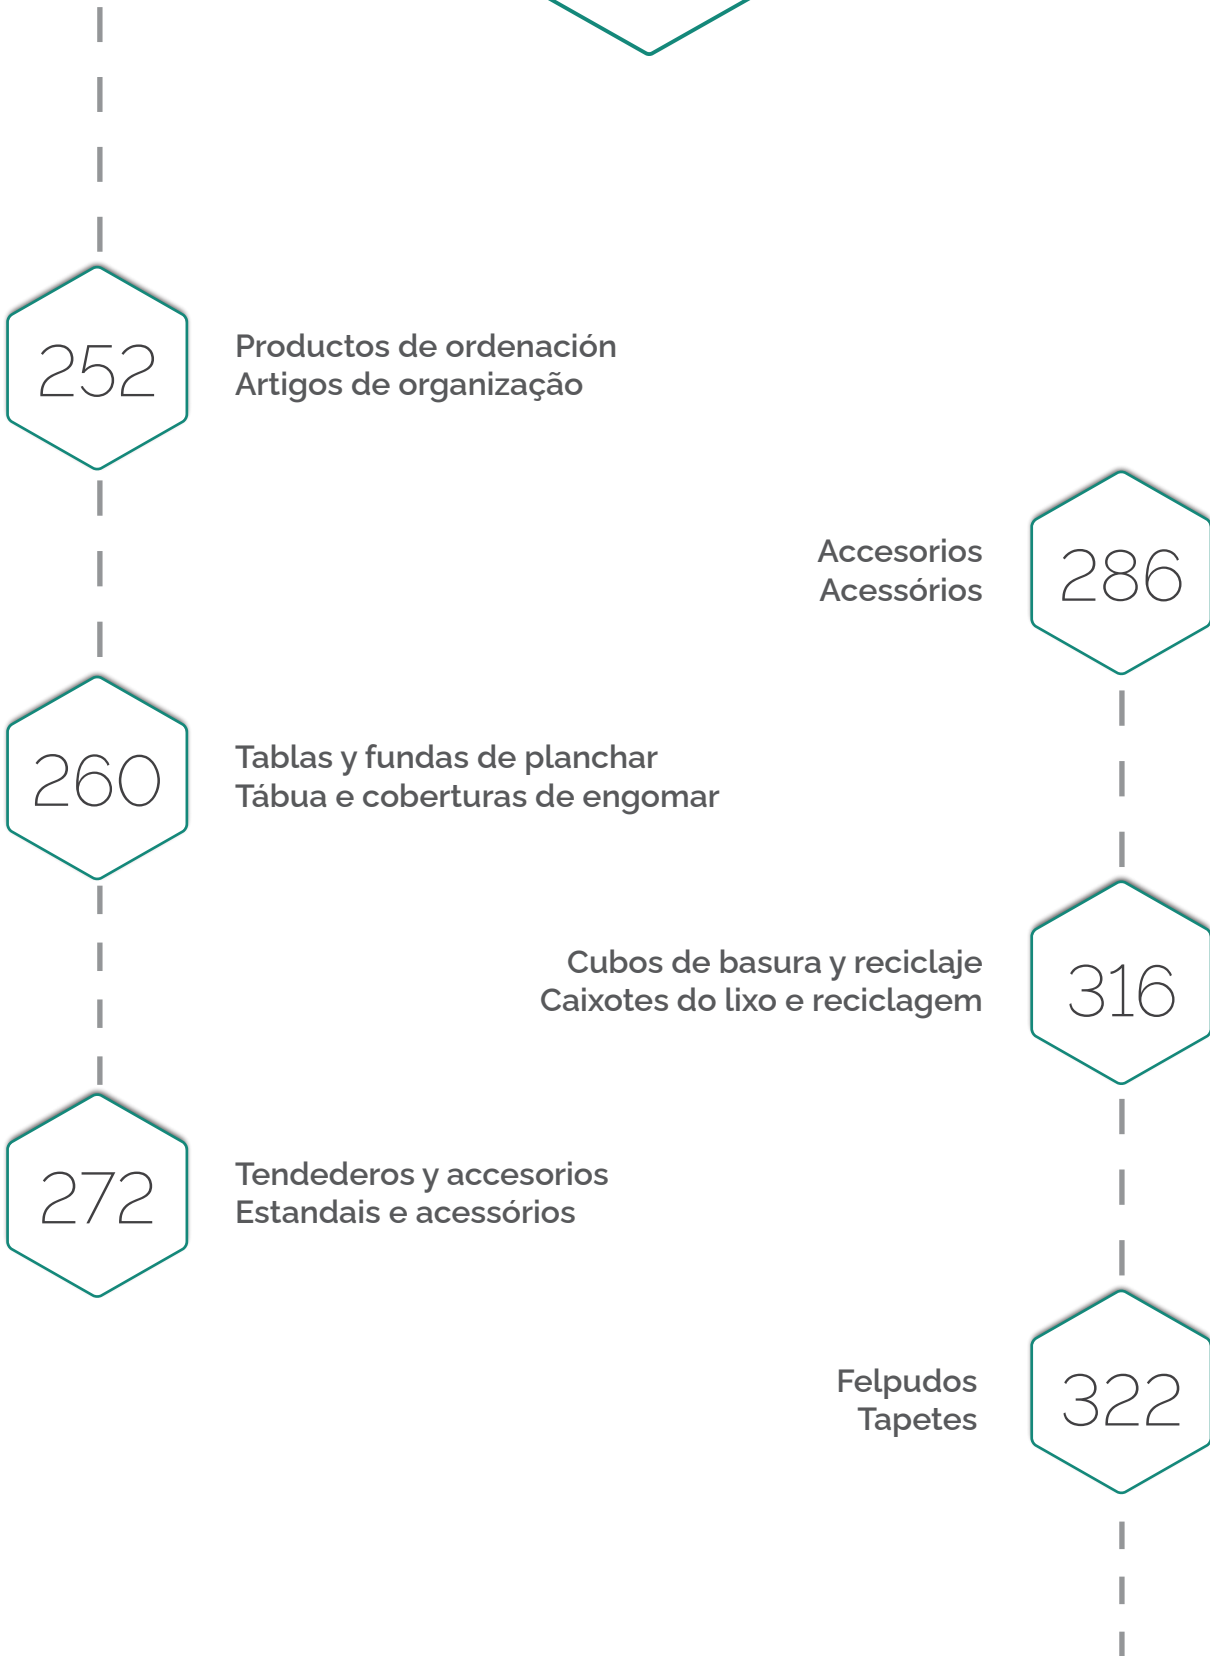 252
Productos de ordenación
Artigos de organização
Accesorios
Acessórios
286
260
Tablas y fundas de planchar
Tábua e coberturas de engomar
Cubos de basura y reciclaje
Caixotes do lixo e reciclagem
316
272
Tendederos y accesorios
Estandais e acessórios
Felpudos
Tapetes
322